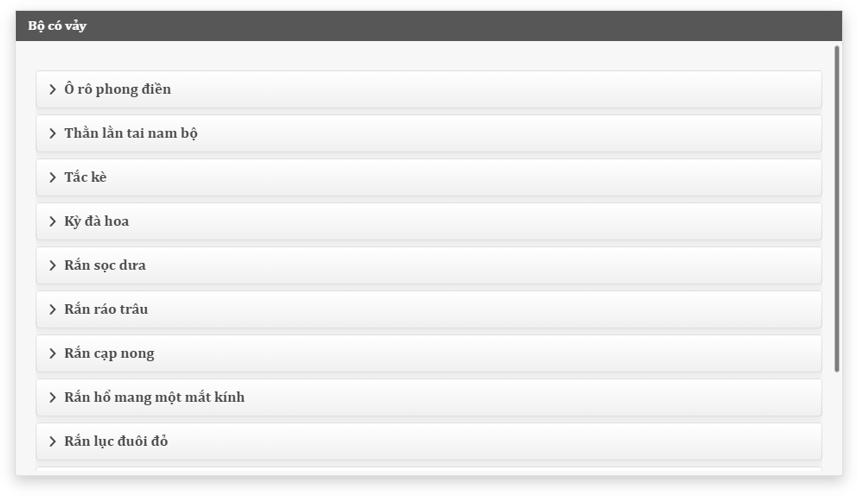 Bộ có vảy
Ô rô phong điền
Thằn lằn tai nam bộ
Tắc kè
Kỳ đà hoa
Rắn sọc dưa
Rắn ráo trâu
Rắn cạp nong
Rắn hổ mang một mắt kính
Rắn lục đuôi đỏ